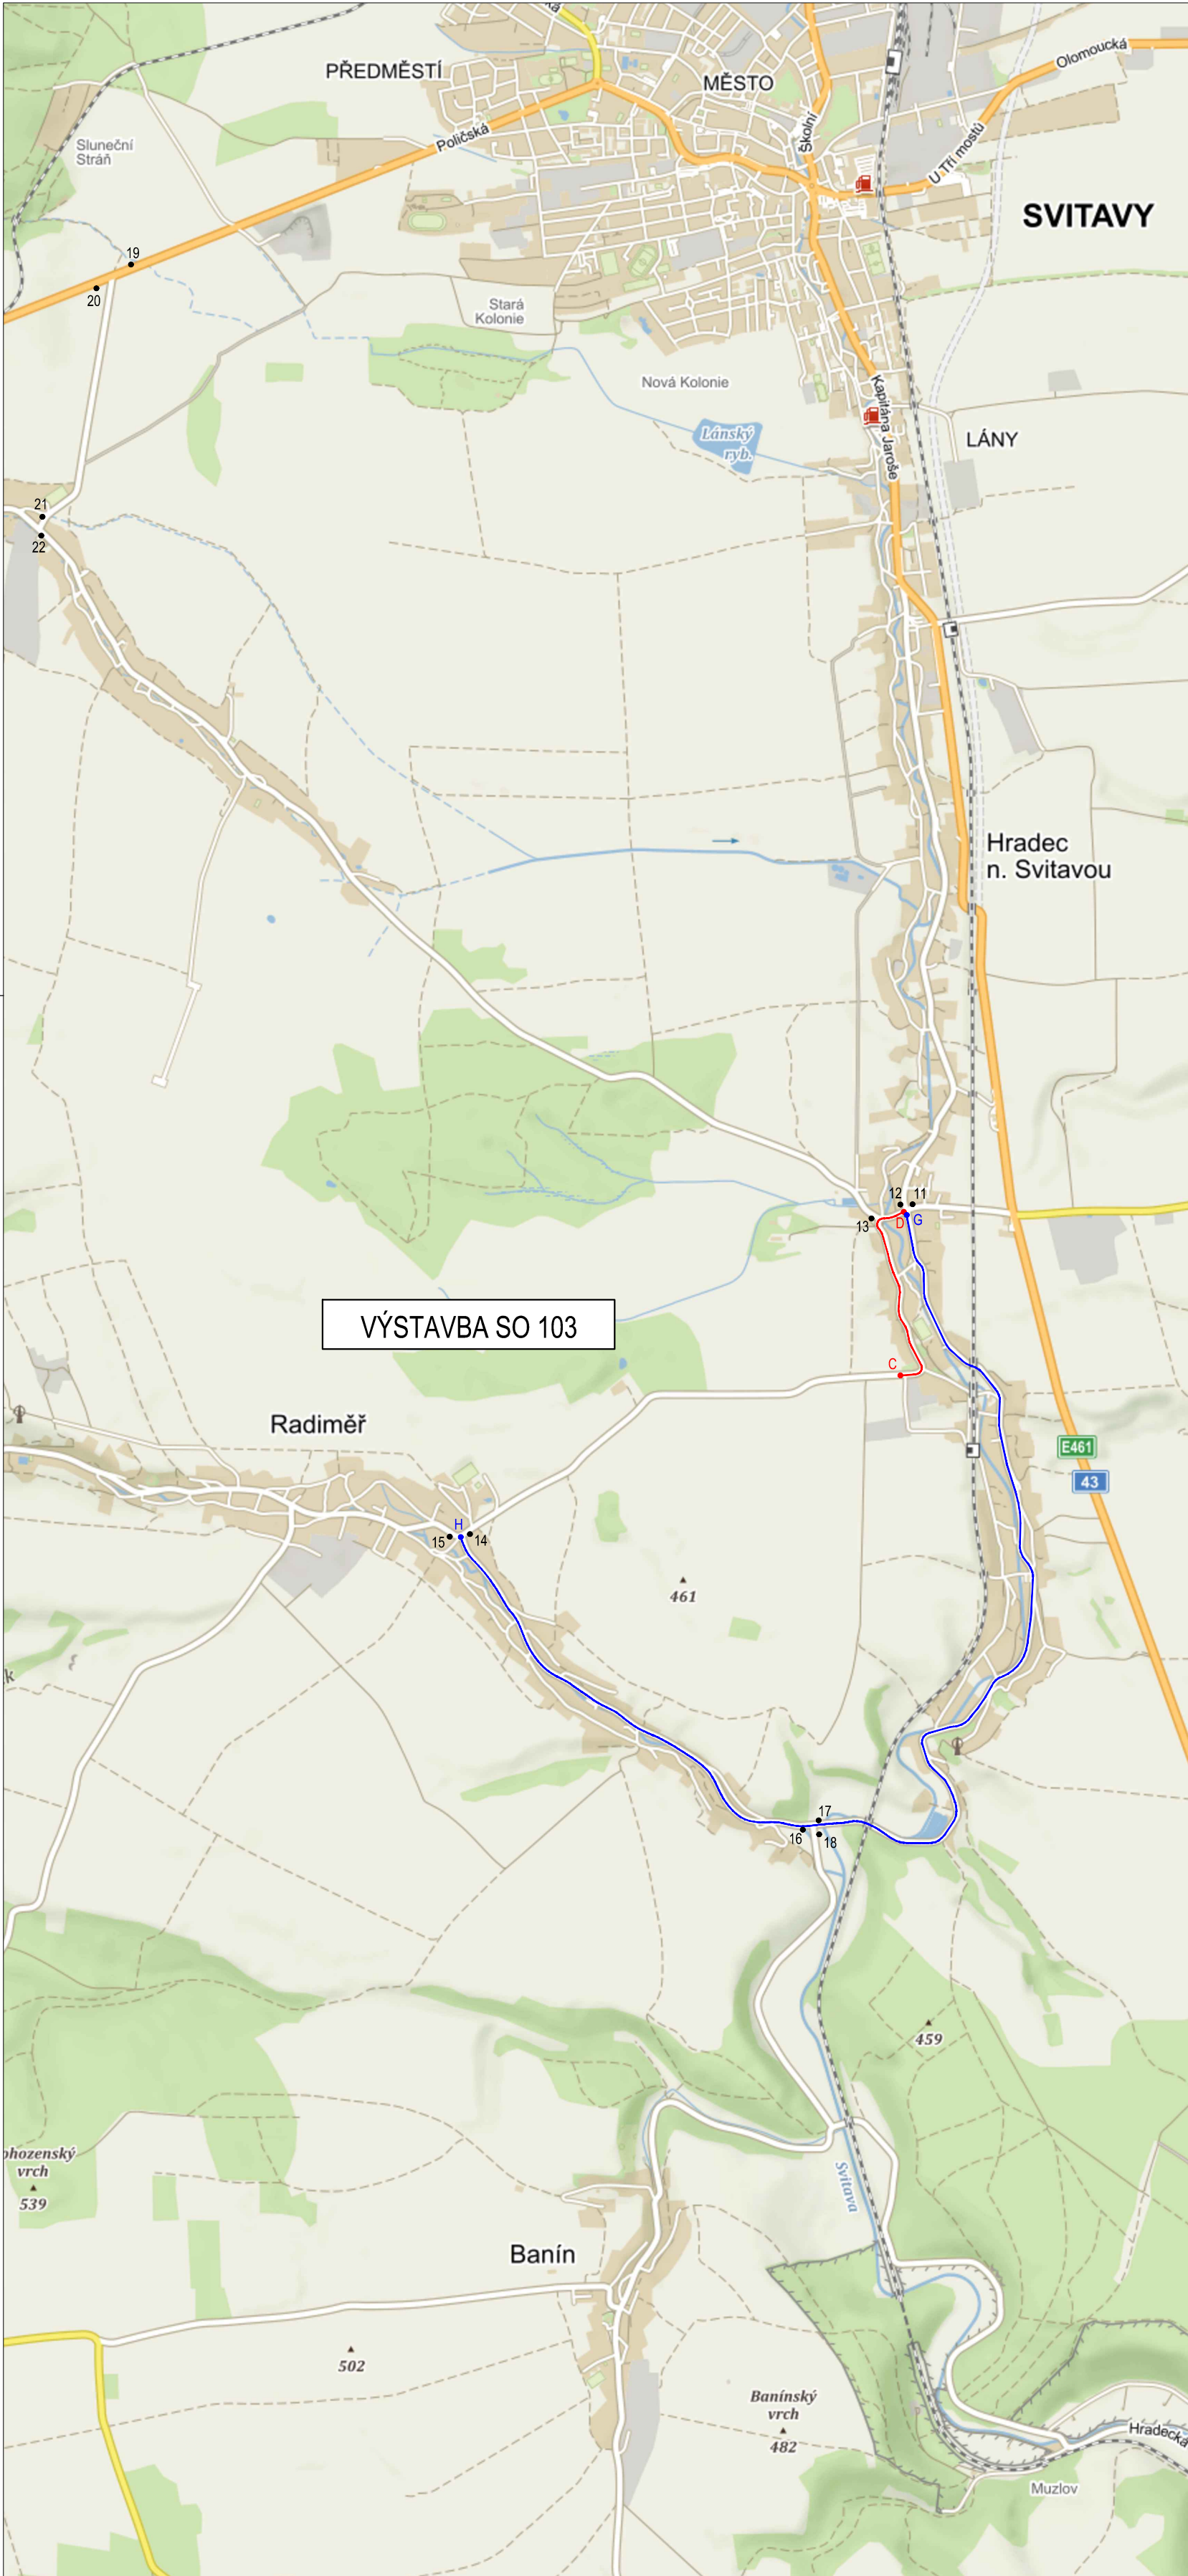 PŘEDMĚSTÍ
MĚSTO
Olomoucká
Poličská
Školní
U Tří mostů
Sluneční
Stráň
SVITAVY
19
20
Stará
Kolonie
Nová Kolonie
Kapitána Jaroše
Lánský
ryb.
LÁNY
21
22
Hradec
n. Svitavou
12
11
13
D
G
VÝSTAVBA SO 103
C
Radiměř
E461
43
H
15
14
461
17
16
18
459
ohozenský
vrch
539
Svitava
Banín
502
Banínský
vrch
482
Hradecká
Muzlov